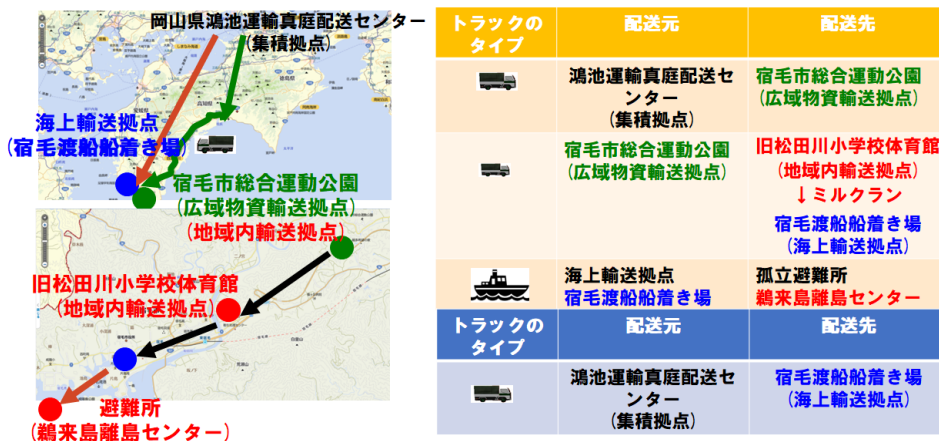 岡山県鴻池運輸真庭配送センター
(集積拠点)
海上輸送拠点
(宿毛渡船船着き場)
宿毛市総合運動公園
(広域物資輸送拠点)
(地域内輸送拠点)
旧松田川小学校体育館
(地域内輸送拠点)
避難所
(鵜来島離島センター)
トラックのタイプ
配送元
配送先
鴻池運輸真庭配送セ
ンター
(集積拠点)
宿毛市総合運動公園
(広域物資輸送拠点)
宿毛市総合運動公園
(広域物資輸送拠点)
旧松田川小学校体育館
(地域内輸送拠点)
↓ミルクラン
宿毛渡船船着き場
(海上輸送拠点)
海上輸送拠点
宿毛渡船船着き場
孤立避難所
鵜来島離島センター
トラックの
タイプ
配送元
配送先
鴻池運輸真庭配送セ
ンター
(集積拠点)
宿毛渡船船着き場
(海上輸送拠点)